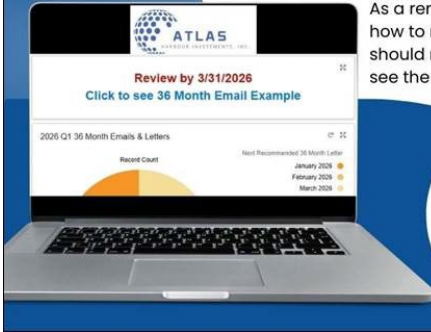 As a re
how to
should
see the
ATLAS
HARBOUR INVESTMENTS, INC.
Review by 3/31/2026
Click to see 36 Month Email Example
2026 Q1 36 Month Emails & Letters
Record Count
Next Recommended 36 Month Letter
January 2026
February 2026
March 2026